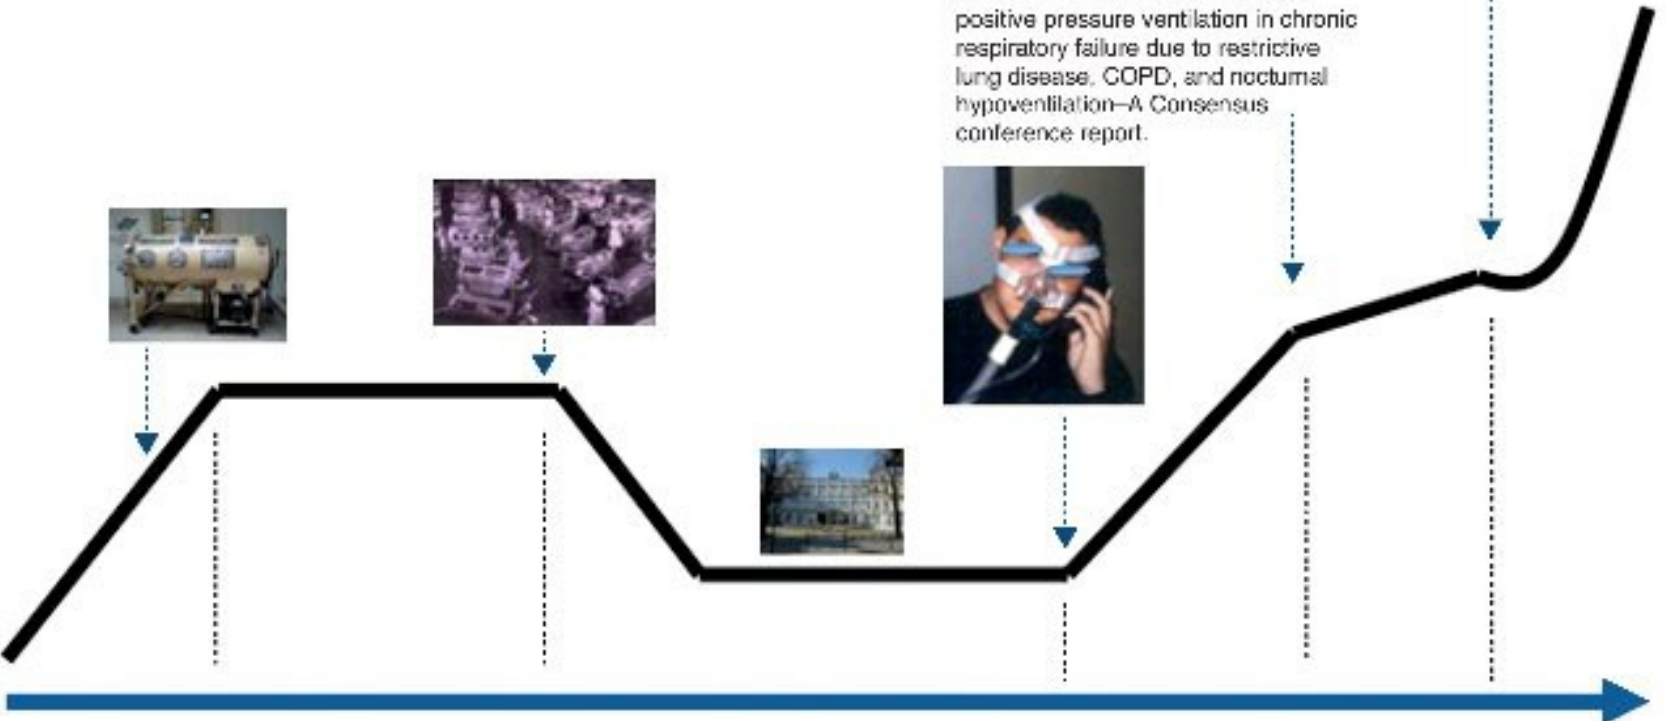 positive pressure ventilation in chronic
respiratory failure due to restrictive
lung disease, COPD, and nocturnal
hypoventilation–A Consensus
conference report.